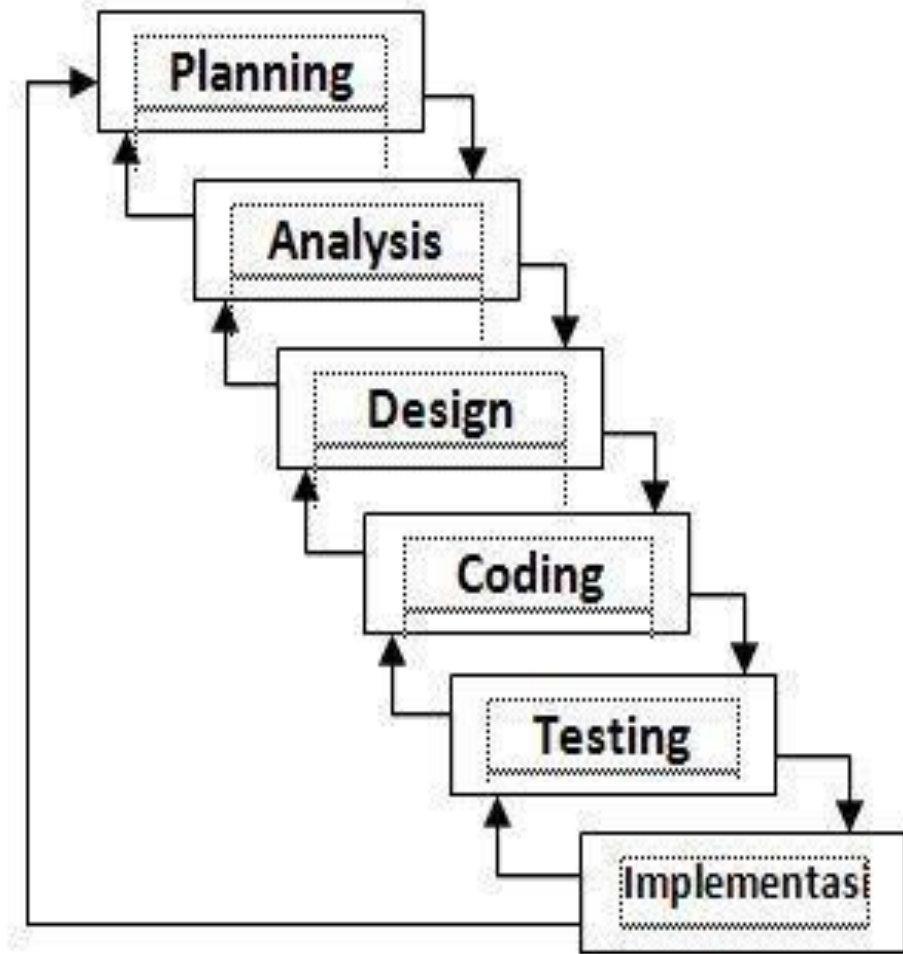 Planning
Analysis
Design
Coding
Testing
Implementasi